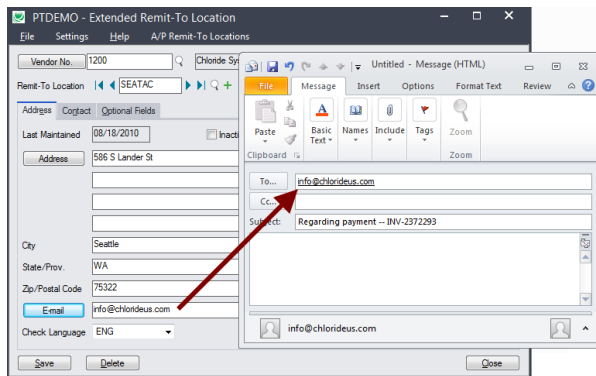 PTDEMO - Extended Remit-To Location
File Settings Help A/P Remit-To Locations
Vendor No. 1200 Chloride Sys
Remit-To Location SEATAC
Address Contact Optional Fields
Last Maintained 08/18/2010 Inacti
Address 586 S Lander St
City Seattle
State/Prov. WA
Zip/Postal Code 75322
E-mail info@chlorideus.com
Check Language ENG
Save Delete Close
Untitled - Message (HTML)
File Message Insert Options Format Text Review
Paste Basic Text Names Include Tags Zoom
Clipboard Zoom
To... info@chlorideus.com
Cc...
Subject: Regarding payment -- INV-2372293
info@chlorideus.com